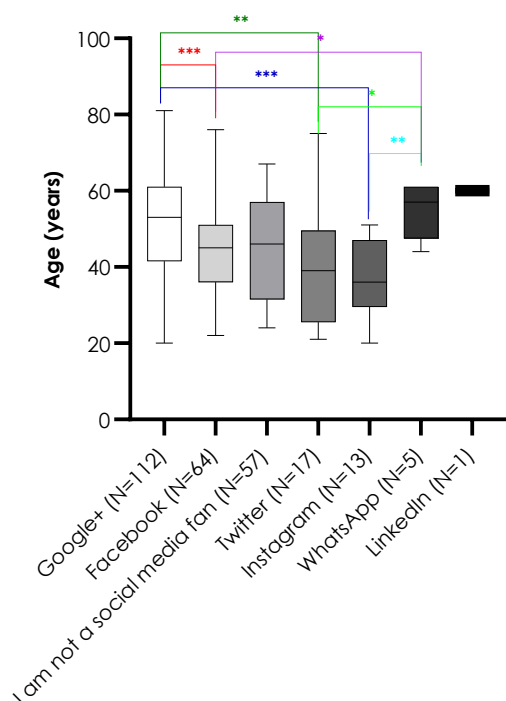 **
*
***
***
*
**
100
80
60
40
20
0
Age (years)
Google+ (N=112)
Facebook (N=64)
I am not a social media fan (N=57)
Twitter (N=17)
Instagram (N=13)
WhatsApp (N=5)
LinkedIn (N=1)